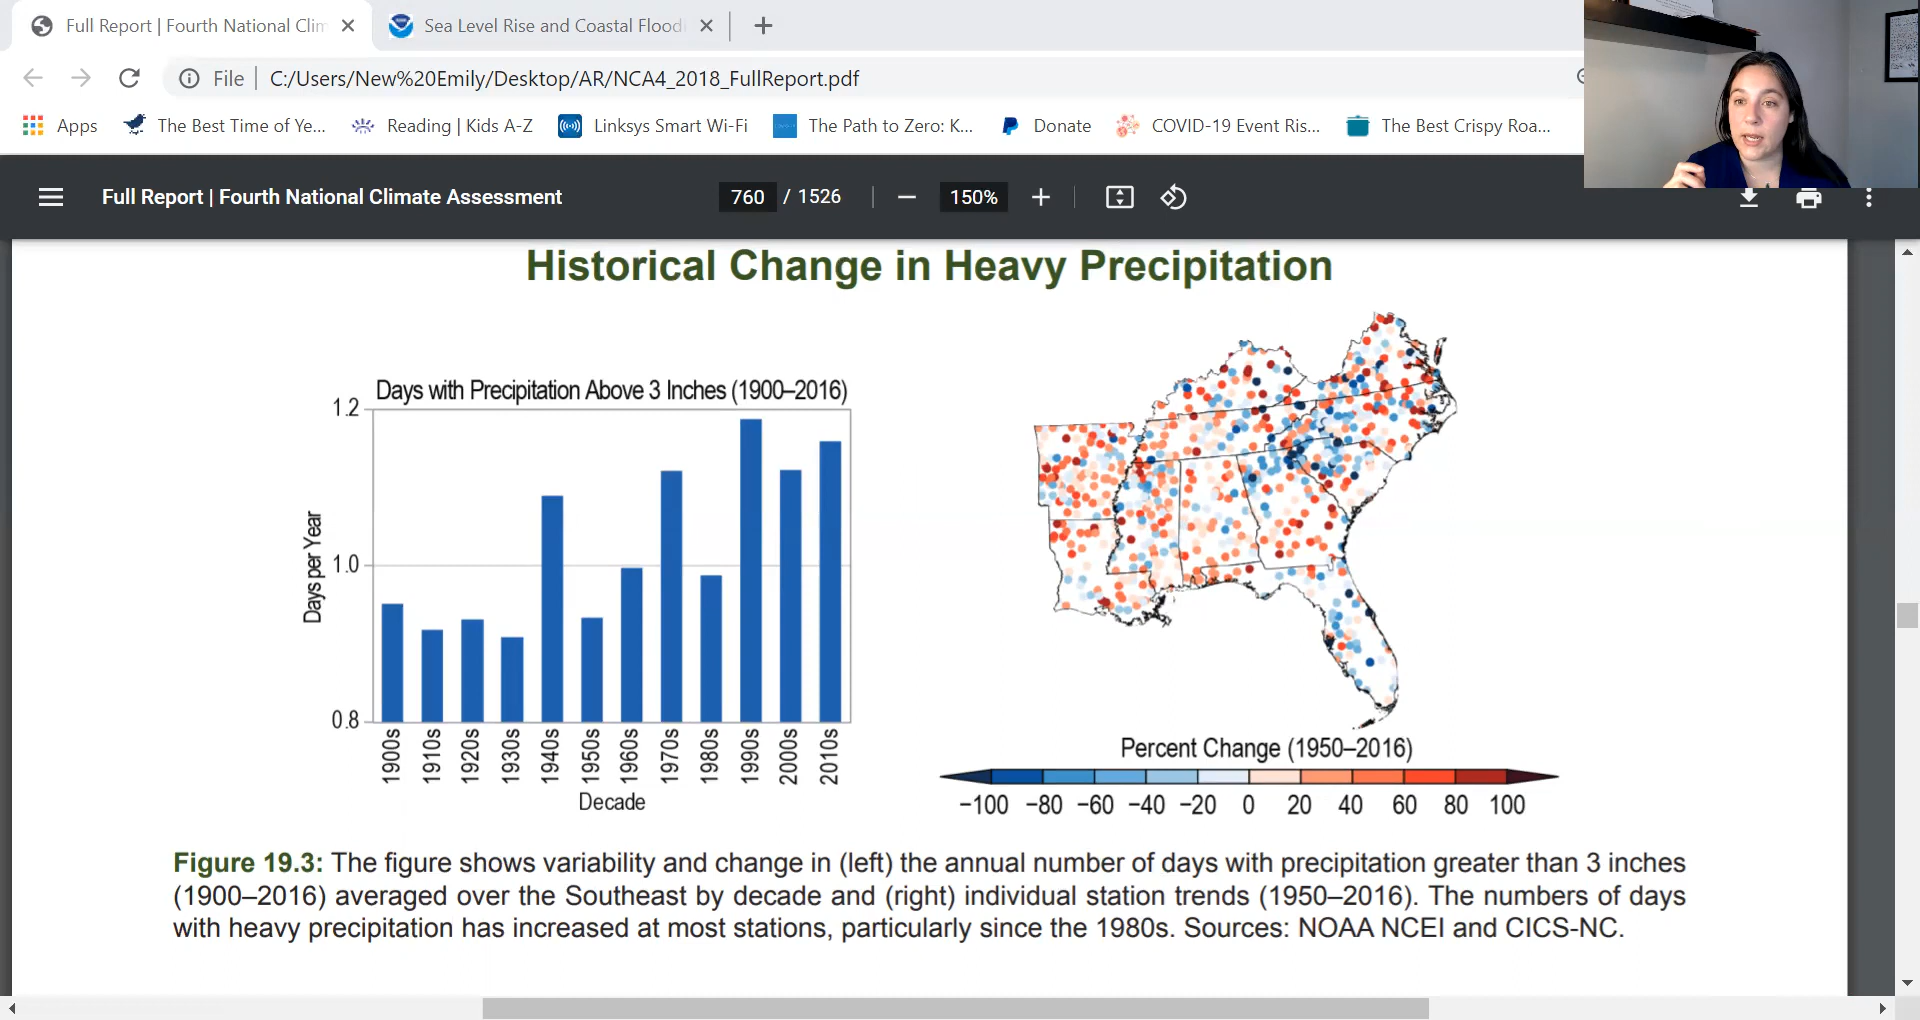 Full Report | Fourth National Clim
Sea Level Rise and Coastal Flood
File
C:/Users/New%20Emily/Desktop/AR/NCA4_2018_FullReport.pdf
Apps
The Best Time of Ye...
Reading | Kids A-Z
Linksys Smart Wi-Fi
The Path to Zero: K...
Donate
COVID-19 Event Ris...
The Best Crispy Roa...
Full Report | Fourth National Climate Assessment
760 / 1526
150%
Historical Change in Heavy Precipitation
Days with Precipitation Above 3 Inches (1900–2016)
1.2
1.0
0.8
Days per Year
1900s
1910s
1920s
1930s
1940s
1950s
1960s
1970s
1980s
1990s
2000s
2010s
Decade
Percent Change (1950–2016)
−100 −80 −60 −40 −20 0 20 40 60 80 100
Figure 19.3: The figure shows variability and change in (left) the annual number of days with precipitation greater than 3 inches
(1900–2016) averaged over the Southeast by decade and (right) individual station trends (1950–2016). The numbers of days
with heavy precipitation has increased at most stations, particularly since the 1980s. Sources: NOAA NCEI and CICS-NC.